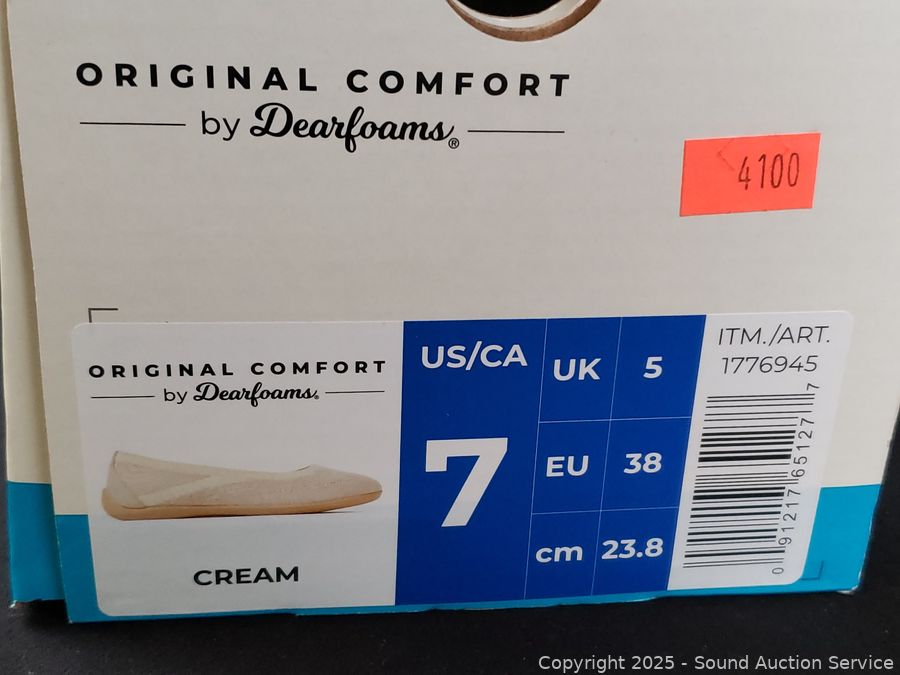 ORIGINAL COMFORT
by Dearfoams®
4100
ORIGINAL COMFORT
by Dearfoams®
CREAM
US/CA
7
UK 5
EU 38
cm 23.8
ITM./ART.
1776945
0 91217 65127 7
Copyright 2025 - Sound Auction Service